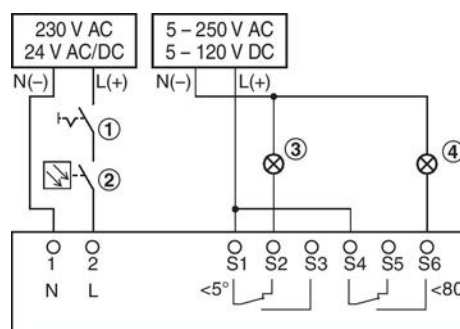 230 V AC 5 – 250 V AC
24 V AC/DC 5 – 120 V DC
N(–) L(+) N(–) L(+)
1
2
3
4
1 2 S1 S2 S3 S4 S5 S6
N L <5° <80